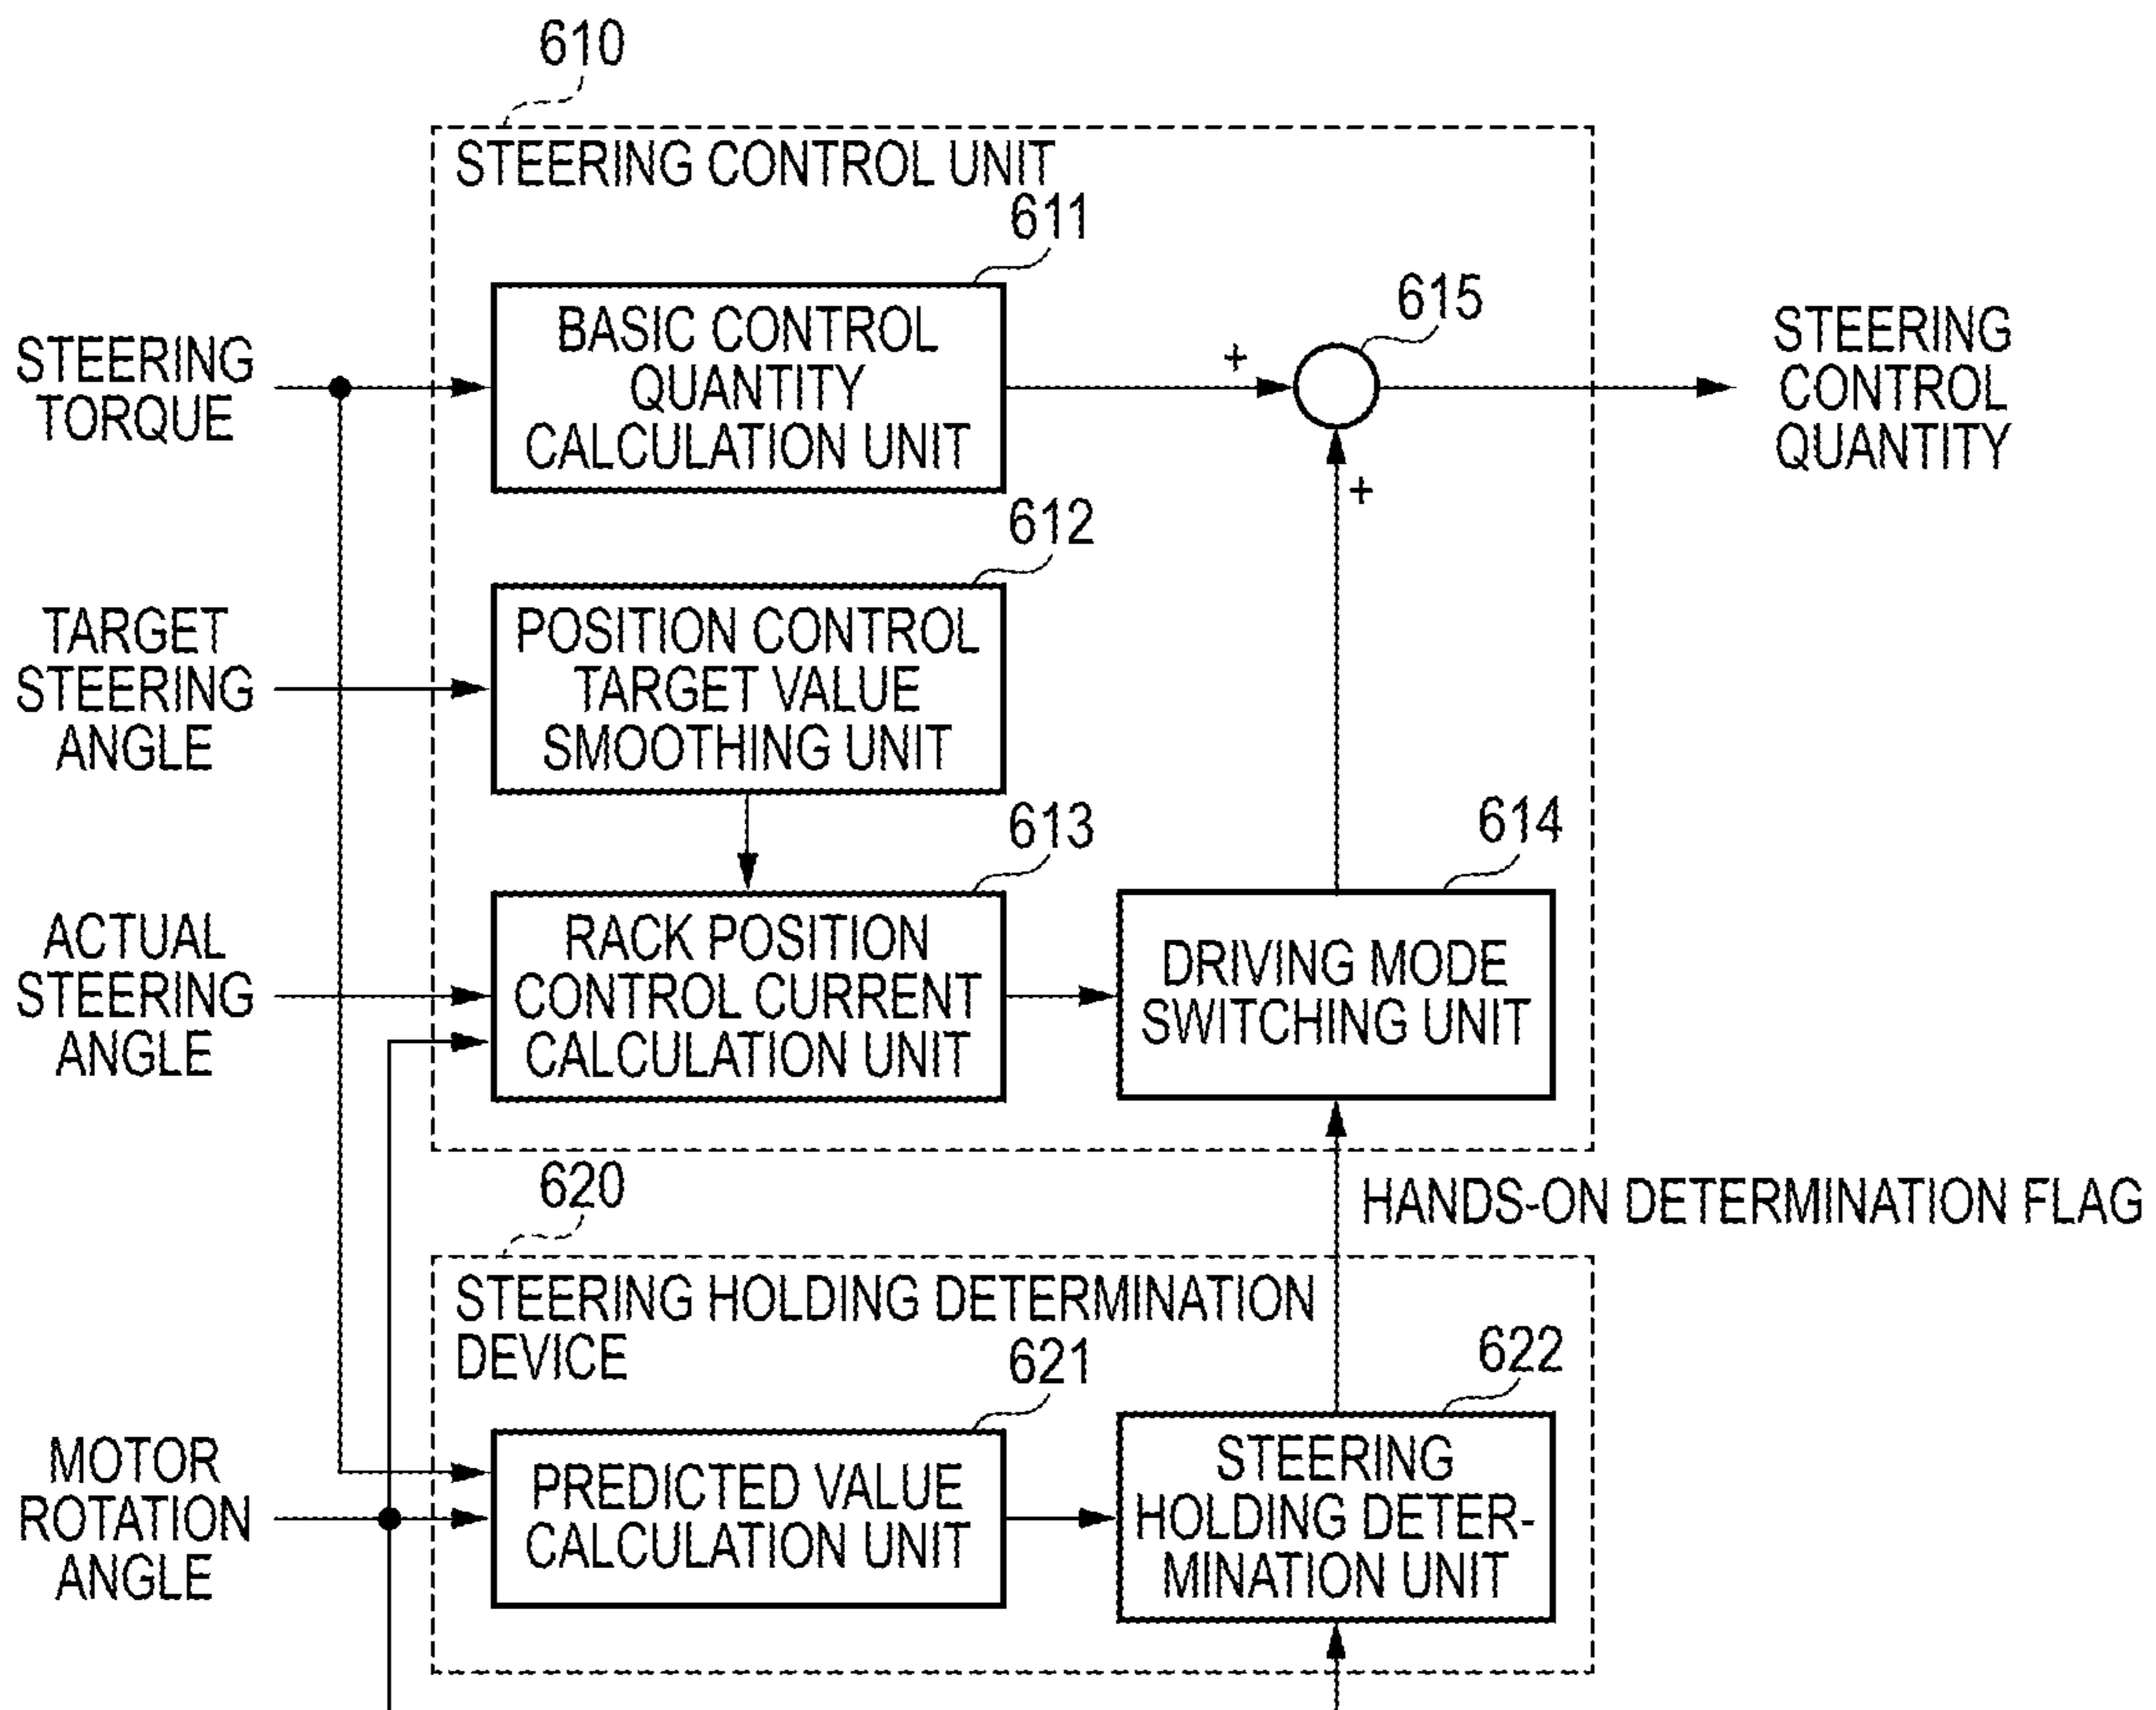 610
STEERING CONTROL UNIT
611
BASIC CONTROL
QUANTITY
CALCULATION UNIT
615
+
+
STEERING
TORQUE
STEERING
CONTROL
QUANTITY
612
POSITION CONTROL
TARGET VALUE
SMOOTHING UNIT
TARGET
STEERING
ANGLE
613
RACK POSITION
CONTROL CURRENT
CALCULATION UNIT
614
DRIVING MODE
SWITCHING UNIT
ACTUAL
STEERING
ANGLE
620
HANDS-ON DETERMINATION FLAG
STEERING HOLDING DETERMINATION
DEVICE
621
PREDICTED VALUE
CALCULATION UNIT
622
STEERING
HOLDING DETER-
MINATION UNIT
MOTOR
ROTATION
ANGLE